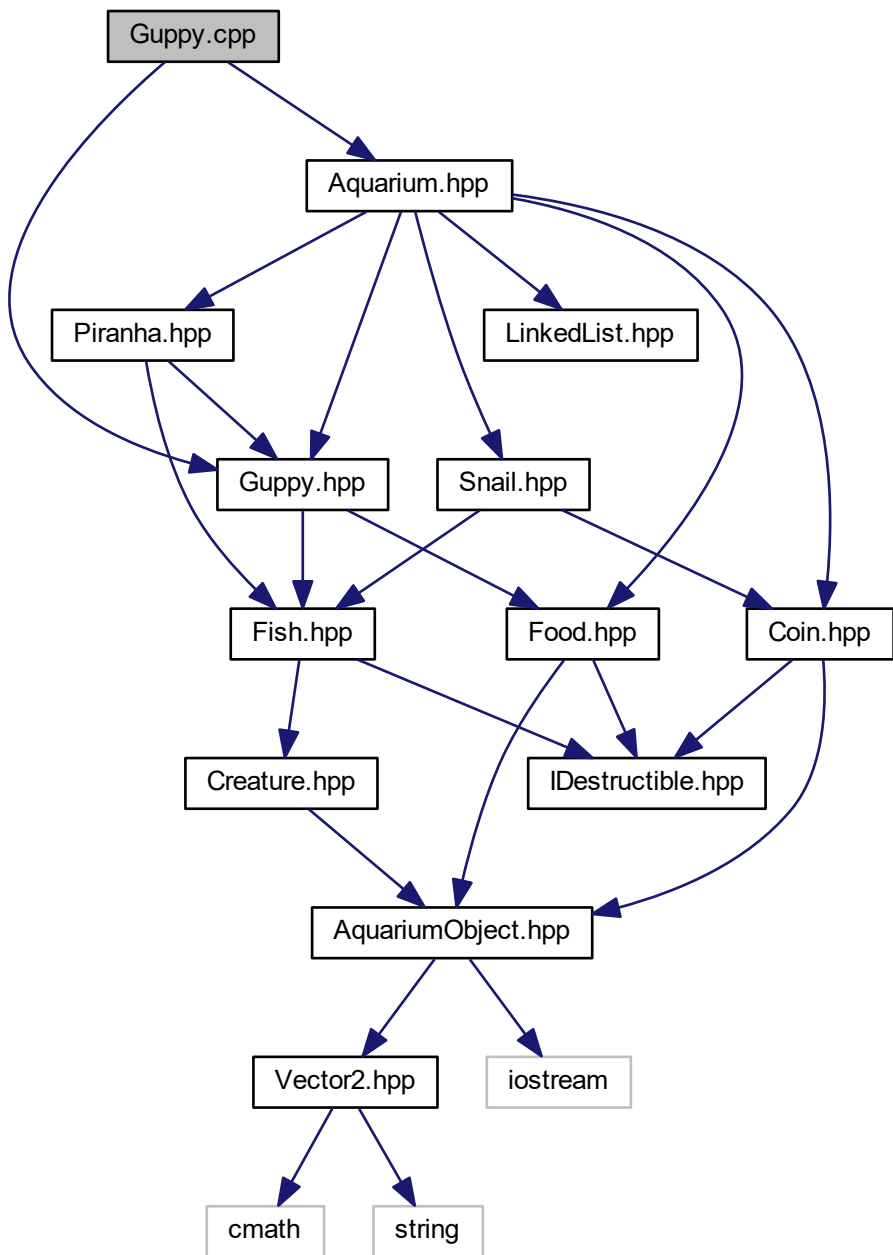 Guppy.cpp
Aquarium.hpp
Piranha.hpp
LinkedList.hpp
Guppy.hpp
Snail.hpp
Fish.hpp
Food.hpp
Coin.hpp
Creature.hpp
IDestructible.hpp
AquariumObject.hpp
Vector2.hpp
iostream
cmath
string